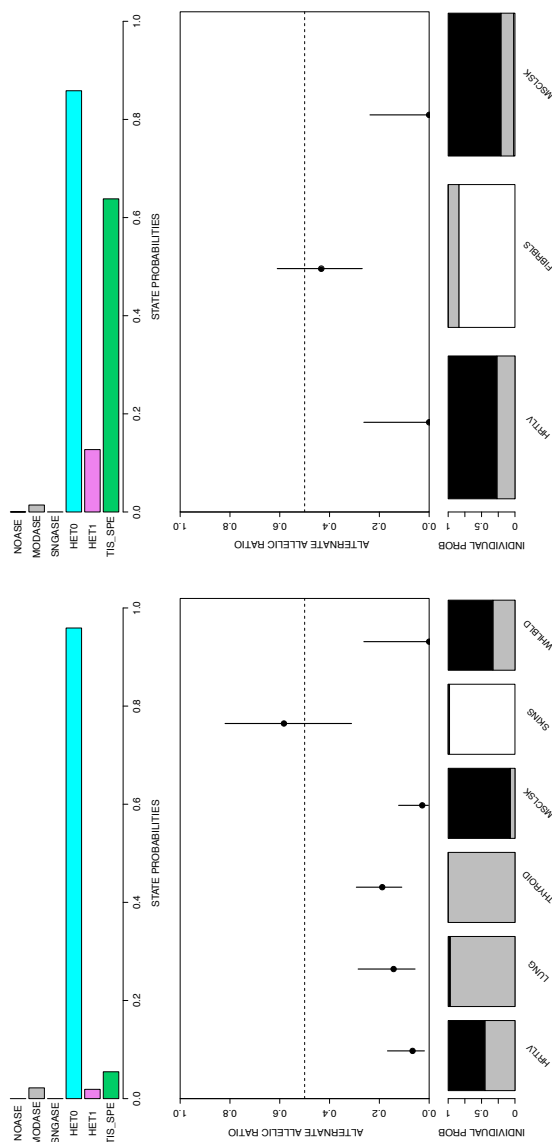 NOASE
MODASE
SNGASE
HET0
HET1
TIS_SPE
0.0 0.2 0.4 0.6 0.8 1.0
STATE PROBABILITIES
1.0
0.8
0.6
0.4
0.2
0.0
ALTERNATE ALLELIC RATIO
1
0.5
0
INDIVIDUAL PROB
HRTLV
FIBRBLS
MSCLSK
NOASE
MODASE
SNGASE
HET0
HET1
TIS_SPE
0.0 0.2 0.4 0.6 0.8 1.0
STATE PROBABILITIES
1.0
0.8
0.6
0.4
0.2
0.0
ALTERNATE ALLELIC RATIO
1
0.5
0
INDIVIDUAL PROB
HRTLV
LUNG
THYROID
MSCLSK
SKINS
WHLBLD